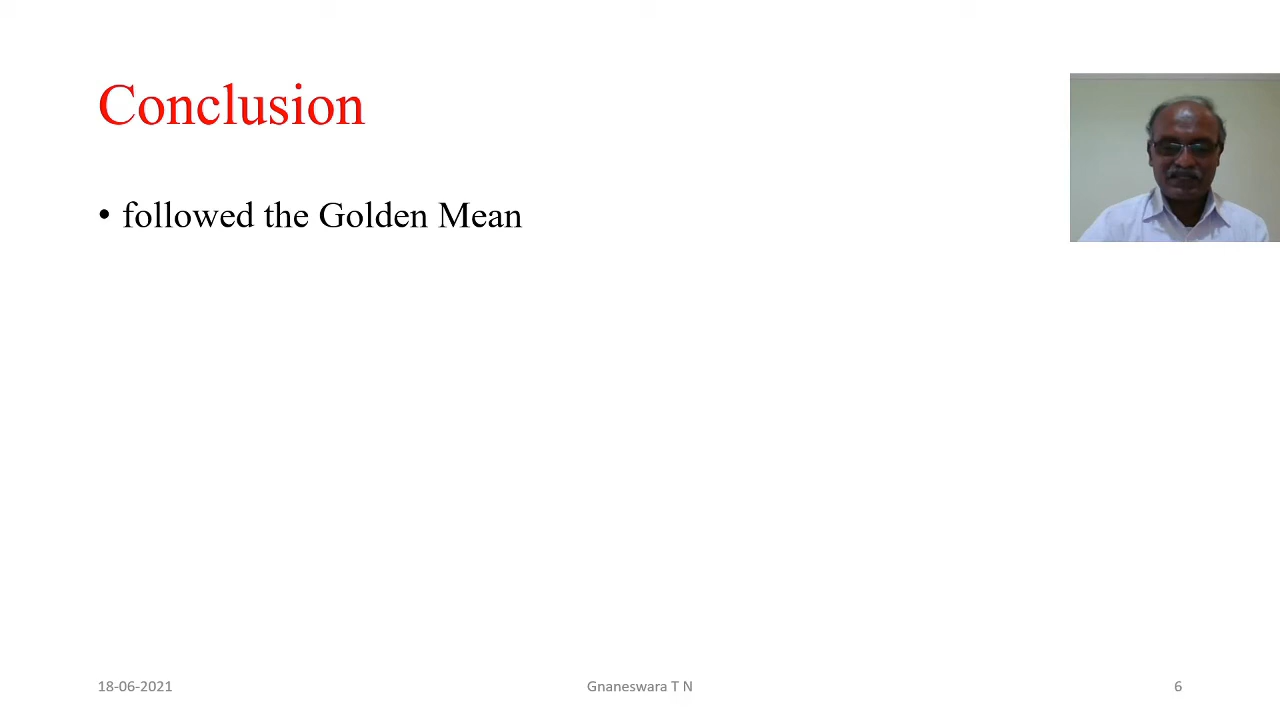 Conclusion
• followed the Golden Mean
18-06-2021
Gnaneswara T N
6